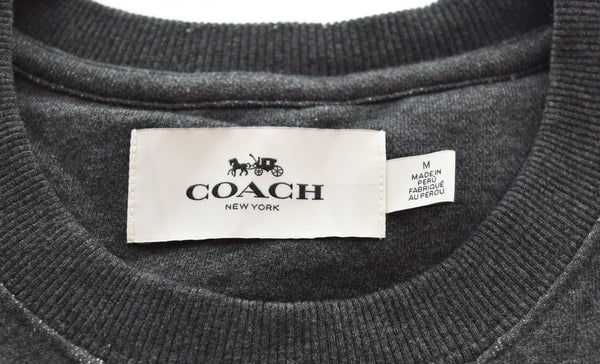 COACH
NEW YORK
M
MADE IN
PERU
FABRIQUÉ
AU PÉROU